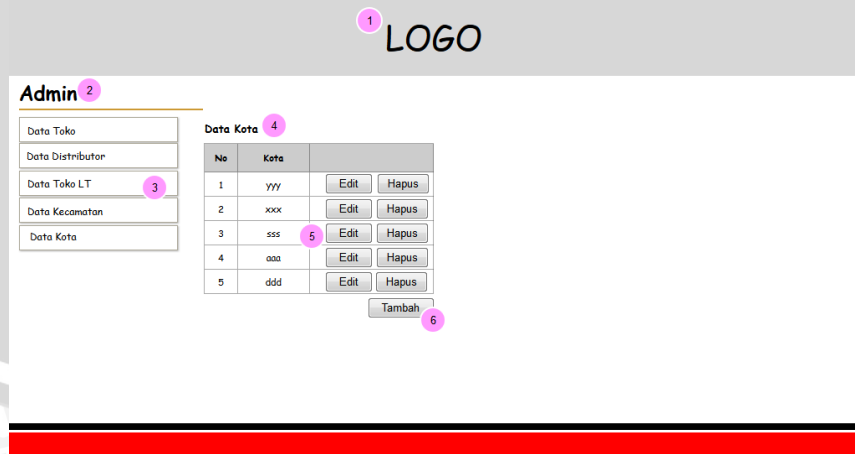 1
LOGO
Admin 2
Data Toko
Data Distributor
Data Toko LT 3
Data Kecamatan
Data Kota
Data Kota 4
No Kota
1 yyy Edit Hapus
2 xxx Edit Hapus
3 sss 5 Edit Hapus
4 aaa Edit Hapus
5 ddd Edit Hapus
Tambah
6